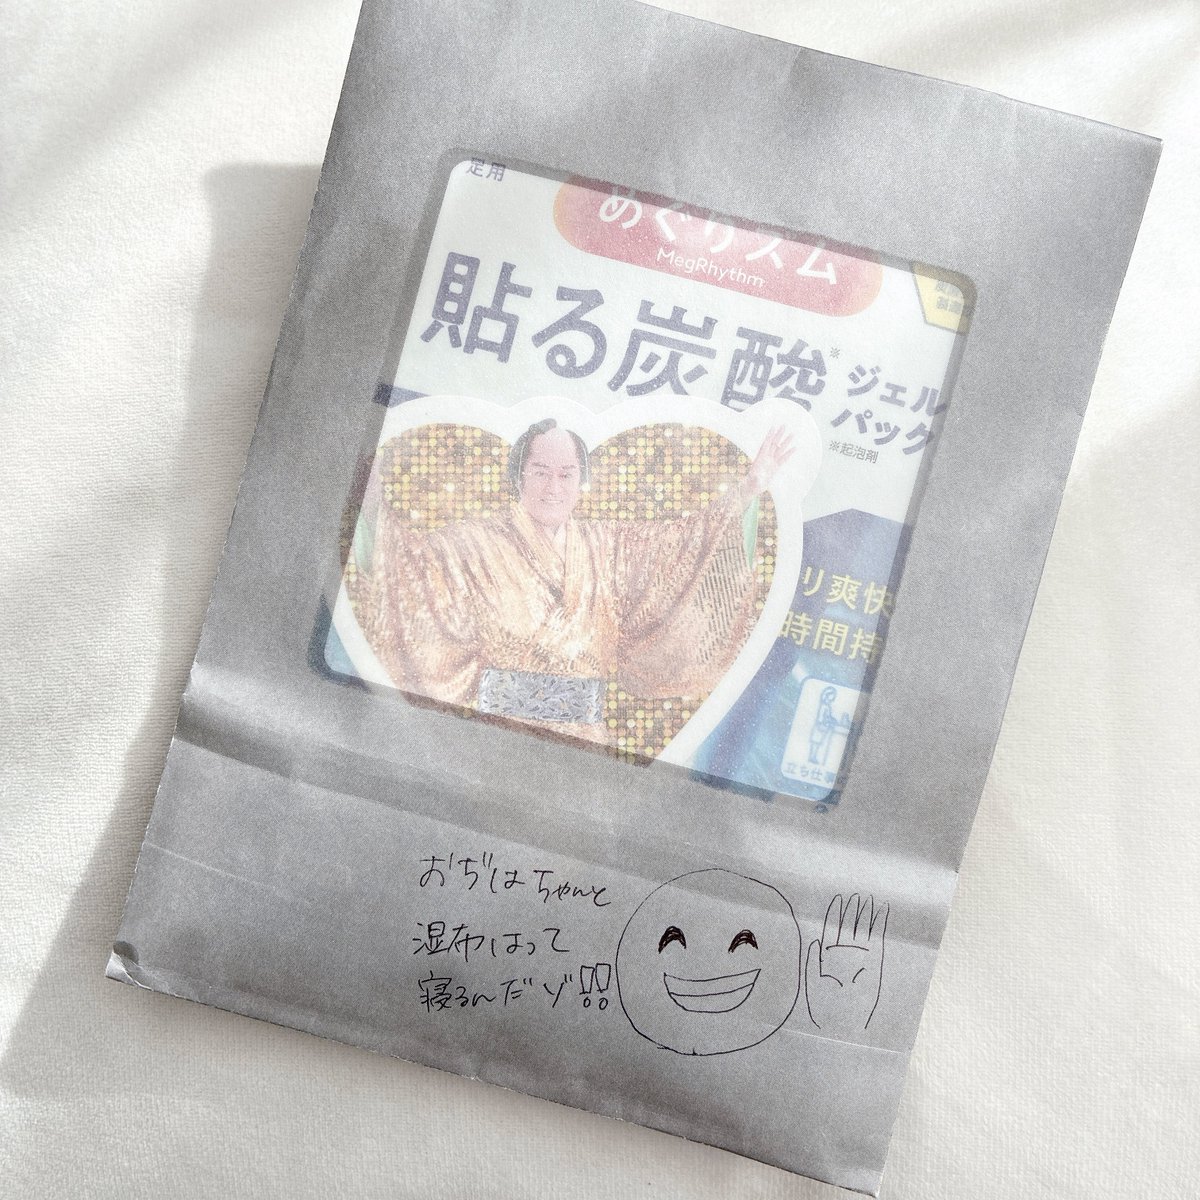 足用
めぐりズム
MegRhythm
貼る炭酸※ジェル
パック
※起泡剤
リ爽快
時間持
立ち仕事
おぢはちゃんと
湿布はって
寝るんだゾ!!